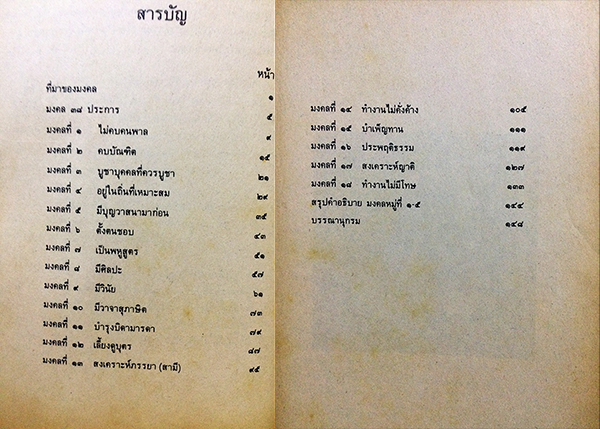 สารบัญ
หน้า
ที่มาของมงคล ๑
มงคล ๓๘ ประการ ๕
มงคลที่ ๑ ไม่คบคนพาล ๙
มงคลที่ ๒ คบบัณฑิต ๑๕
มงคลที่ ๓ บูชาบุคคลที่ควรบูชา ๒๑
มงคลที่ ๔ อยู่ในถิ่นที่เหมาะสม ๒๙
มงคลที่ ๕ มีบุญวาสนามาก่อน ๓๕
มงคลที่ ๖ ตั้งตนชอบ ๔๓
มงคลที่ ๗ เป็นพหูสูตร ๕๑
มงคลที่ ๘ มีศิลปะ ๕๗
มงคลที่ ๙ มีวินัย ๖๑
มงคลที่ ๑๐ มีวาจาสุภาษิต ๗๓
มงคลที่ ๑๑ บำรุงบิดามารดา ๗๙
มงคลที่ ๑๒ เลี้ยงดูบุตร ๘๗
มงคลที่ ๑๓ สงเคราะห์ภรรยา (สามี) ๙๕
มงคลที่ ๑๔ ทำงานไม่คั่งค้าง ๑๐๕
มงคลที่ ๑๕ บำเพ็ญทาน ๑๑๑
มงคลที่ ๑๖ ประพฤติธรรม ๑๑๙
มงคลที่ ๑๗ สงเคราะห์ญาติ ๑๒๗
มงคลที่ ๑๘ ทำงานไม่มีโทษ ๑๓๓
สรุปคำอธิบาย มงคลหมู่ที่ ๑-๕ ๑๔๕
บรรณานุกรม ๑๔๘